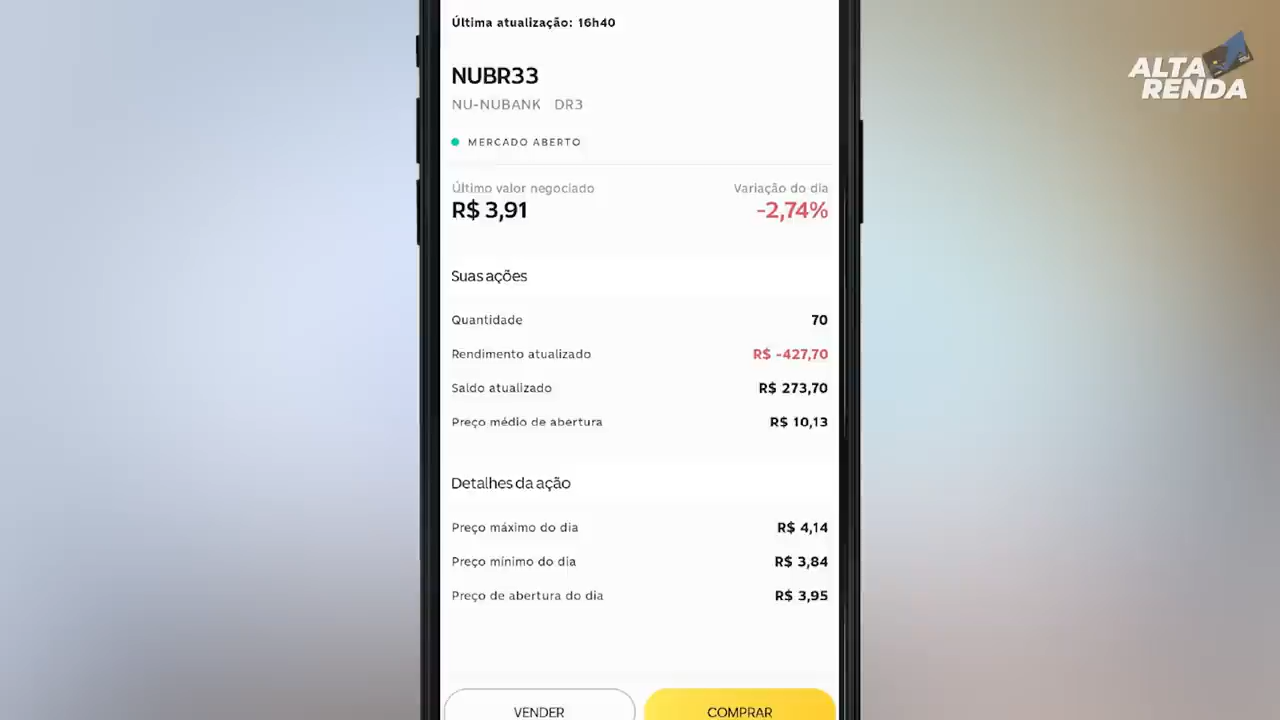 Última atualização: 16h40
ALTA
RENDA
NUBR33
NU-NUBANK DR3
MERCADO ABERTO
Último valor negociado
Variação do dia
R$ 3,91
-2,74%
Suas ações
Quantidade
70
Rendimento atualizado
R$ -427,70
Saldo atualizado
R$ 273,70
Preço médio de abertura
R$ 10,13
Detalhes da ação
Preço máximo do dia
R$ 4,14
Preço mínimo do dia
R$ 3,84
Preço de abertura do dia
R$ 3,95
VENDER
COMPRAR